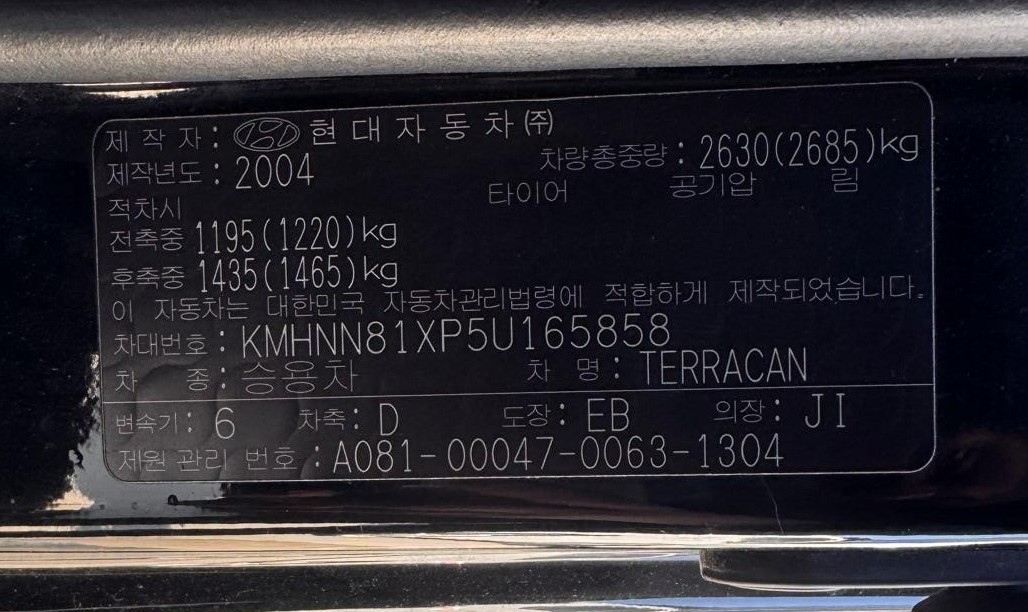 제 작 자 : 현 대 자 동 차 ㈜
제작년도 : 2004 차량총중량 : 2630(2685)kg
적차시 타이어 공기압 림
전축중 1195(1220)kg
후축중 1435(1465)kg
이 자동차는 대한민국 자동차관리법령에 적합하게 제작되었습니다.
차대번호 : KMHNN81XP5U165858
차 종 : 승용차 차 명 : TERRACAN
변속기 : 6 차축 : D 도장 : EB 의장 : JI
제원 관리 번호 : A081-00047-0063-1304